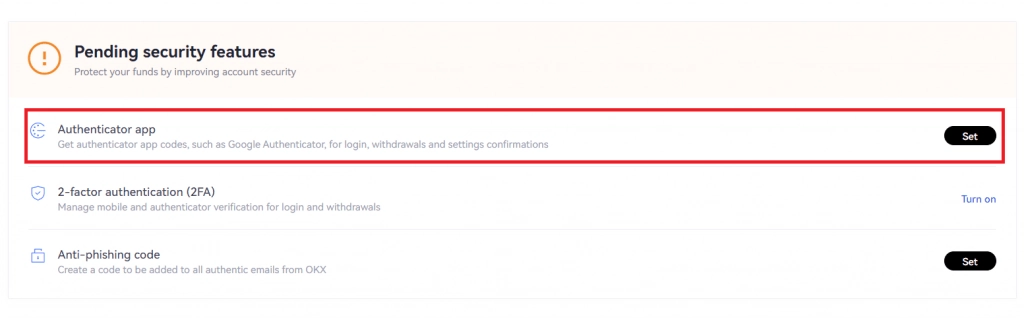 Pending security features
Protect your funds by improving account security
Authenticator app
Set
Get authenticator app codes, such as Google Authenticator, for login, withdrawals and settings confirmations
2-factor authentication (2FA)
Turn on
Manage mobile and authenticator verification for login and withdrawals
Anti-phishing code
Set
Create a code to be added to all authentic emails from OKX